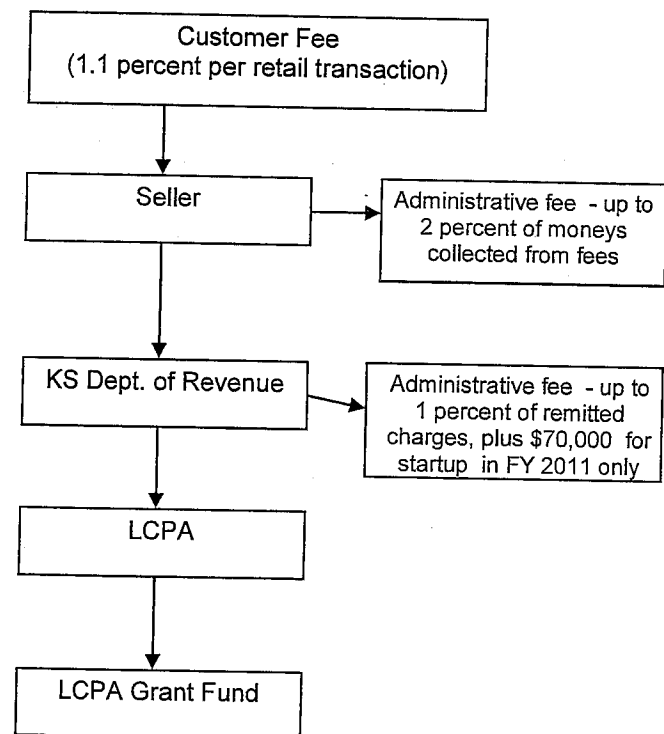 Customer Fee
(1.1 percent per retail transaction)
Seller
Administrative fee - up to
2 percent of moneys
collected from fees
KS Dept. of Revenue
Administrative fee - up to
1 percent of remitted
charges, plus $70,000 for
startup in FY 2011 only
LCPA
LCPA Grant Fund